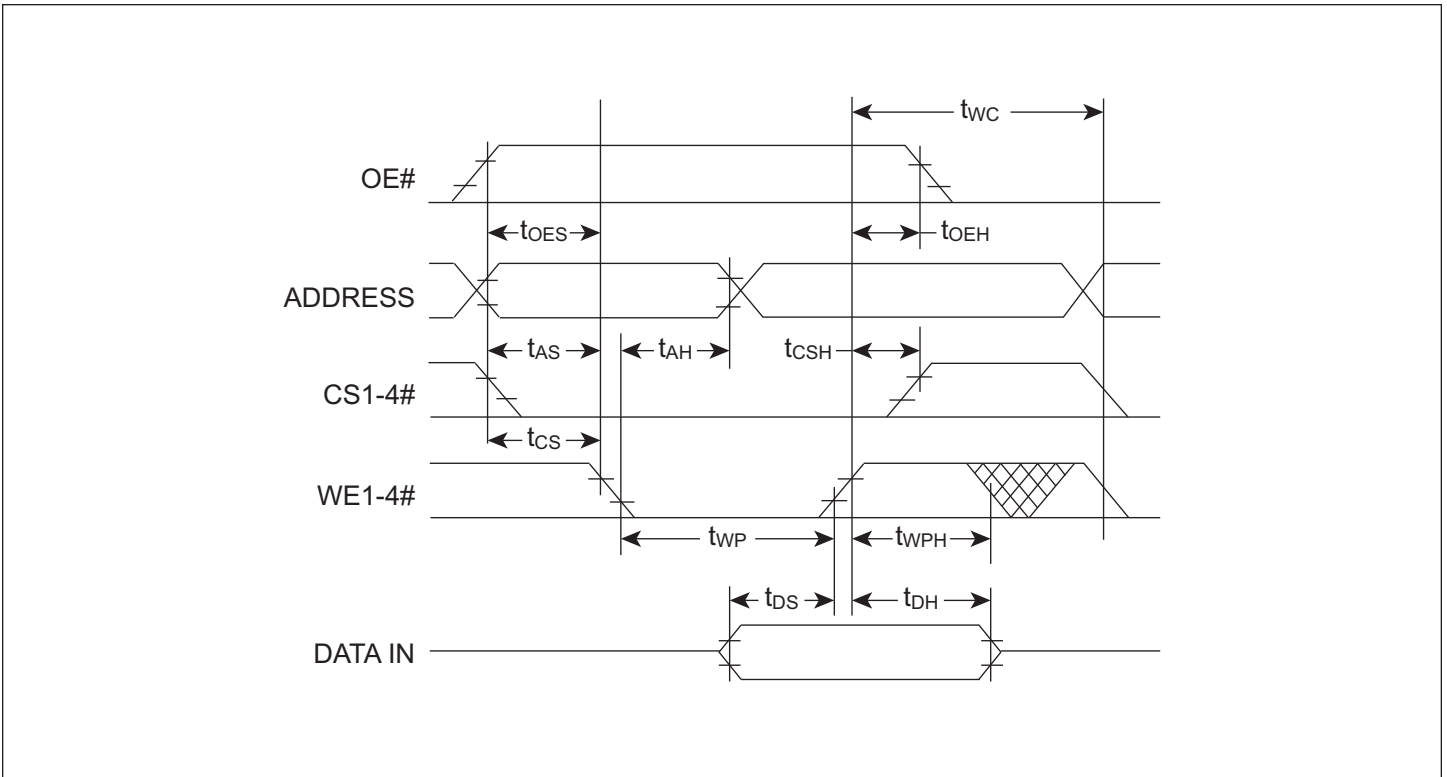 tWC
OE#
tOES
tOEH
ADDRESS
tAS
tAH
tCSH
CS1-4#
tCS
WE1-4#
tWP
tWPH
tDS
tDH
DATA IN